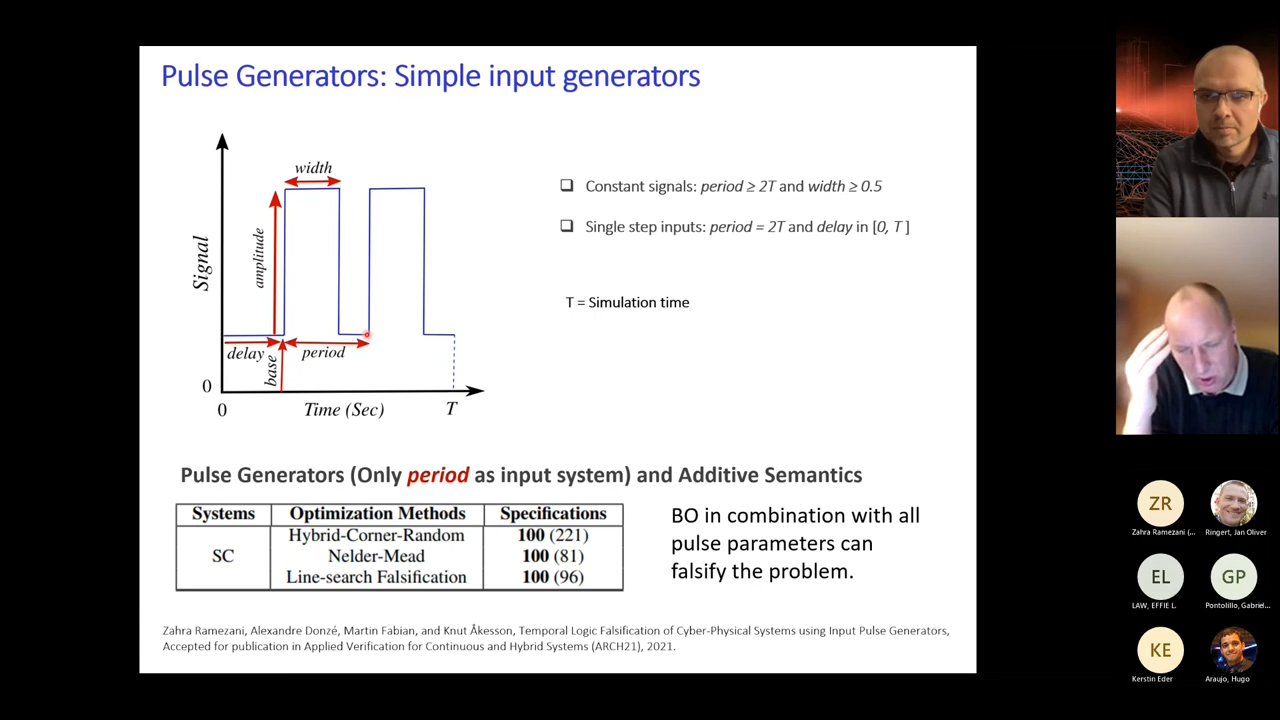 Pulse Generators: Simple input generators
width
amplitude
Signal
delay
period
base
0
0
Time (Sec)
T
❑ Constant signals: period ≥ 2T and width ≥ 0.5
❑ Single step inputs: period = 2T and delay in [0, T ]
T = Simulation time
Pulse Generators (Only period as input system) and Additive Semantics
Systems Optimization Methods Specifications
Hybrid-Corner-Random 100 (221)
SC Nelder-Mead 100 (81)
Line-search Falsification 100 (96)
BO in combination with all
pulse parameters can
falsify the problem.
Zahra Ramezani, Alexandre Donzé, Martin Fabian, and Knut Åkesson, Temporal Logic Falsification of Cyber-Physical Systems using Input Pulse Generators,
Accepted for publication in Applied Verification for Continuous and Hybrid Systems (ARCH21), 2021.
ZR
Zahra Ramezani (...
Ringert, Jan Oliver
EL
LAW, EFFIE L.
GP
Pontolillo, Gabriel...
KE
Kerstin Eder
Araujo, Hugo